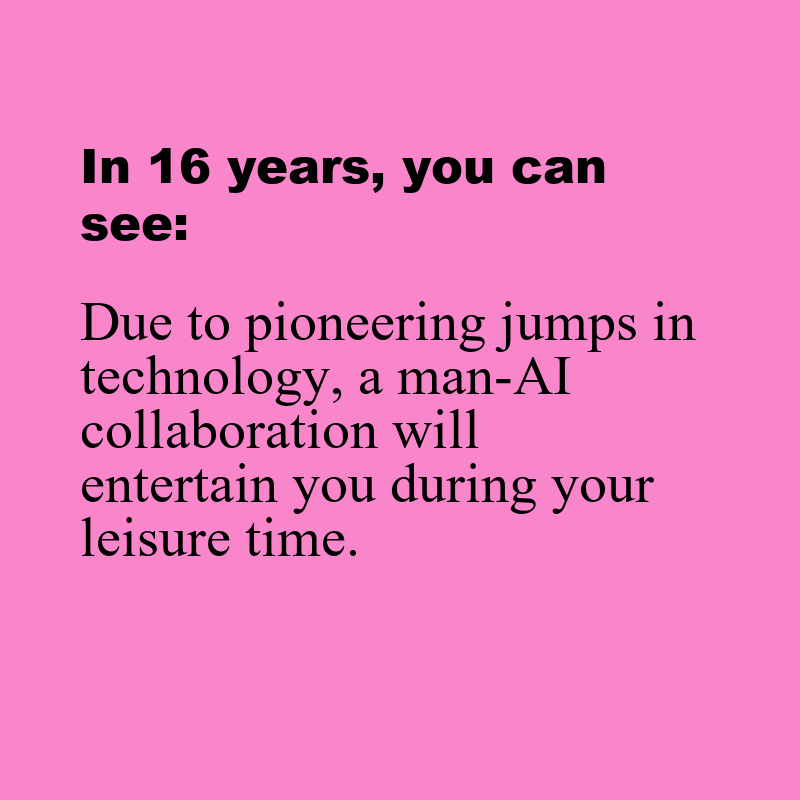 In 16 years, you can
see:
Due to pioneering jumps in
technology, a man-AI
collaboration will
entertain you during your
leisure time.